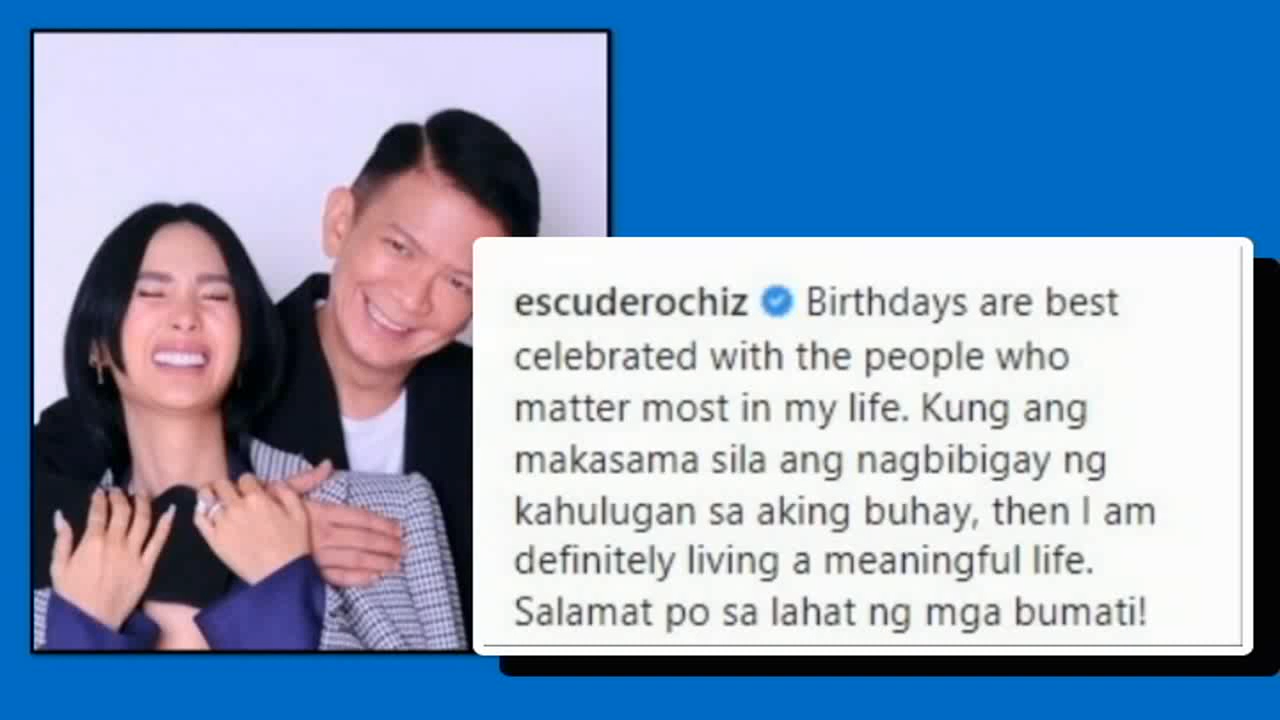 escuderochiz Birthdays are best
celebrated with the people who
matter most in my life. Kung ang
makasama sila ang nagbibigay ng
kahulugan sa aking buhay, then I am
definitely living a meaningful life.
Salamat po sa lahat ng mga bumati!